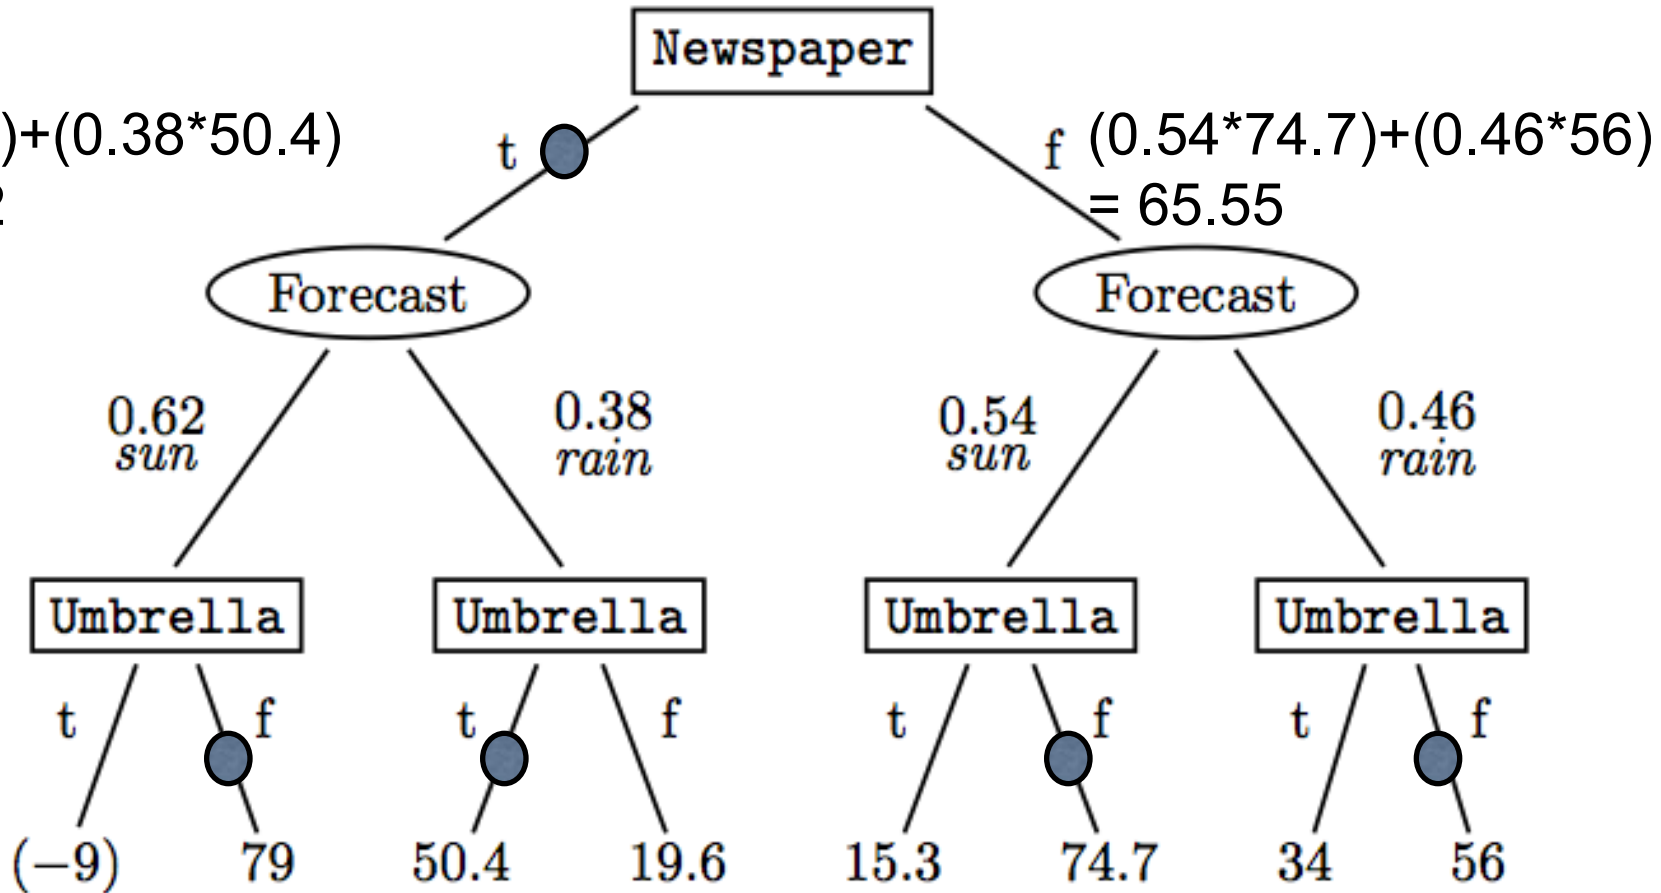 Newspaper
)+(0.38*50.4)
t
f
(0.54*74.7)+(0.46*56)
2
= 65.55
Forecast
Forecast
0.62
sun
0.38
rain
0.54
sun
0.46
rain
Umbrella
Umbrella
Umbrella
Umbrella
t
f
t
f
t
f
t
f
(−9)
79
50.4
19.6
15.3
74.7
34
56